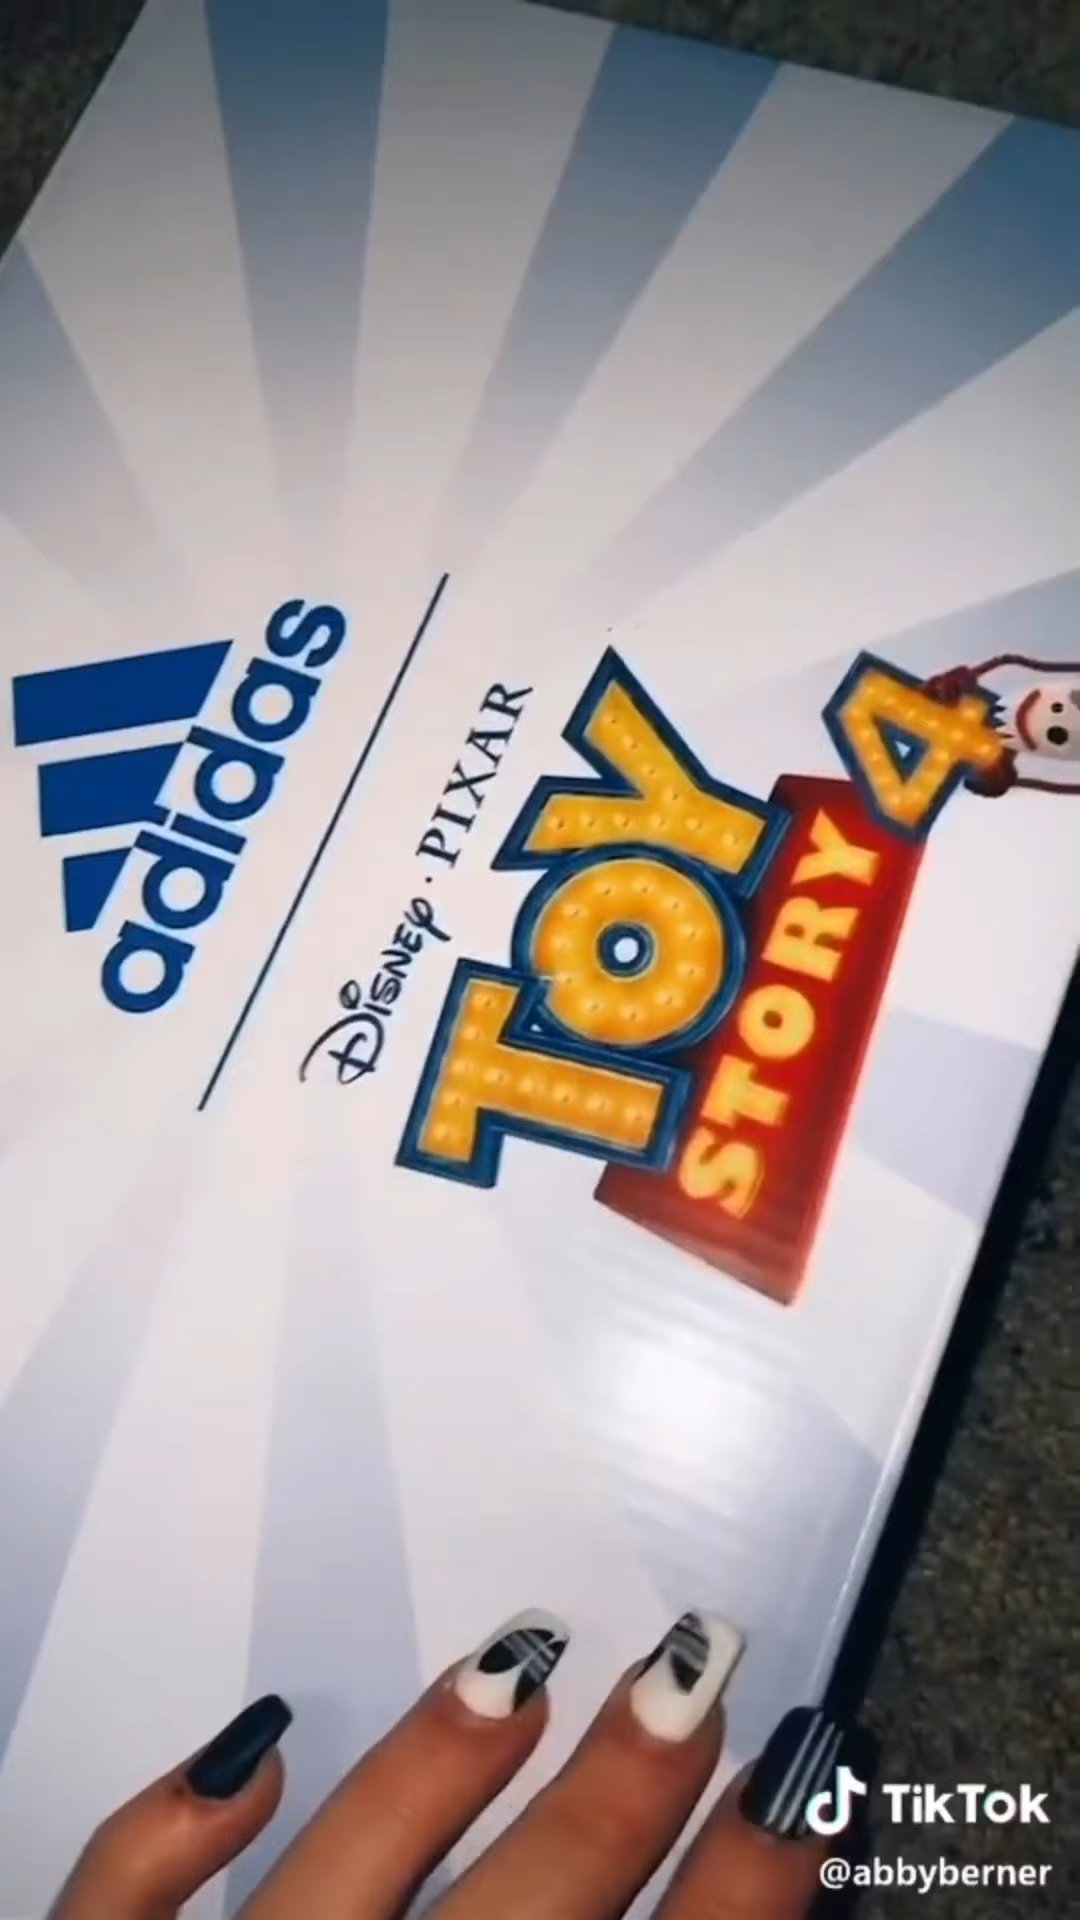 adidas
Disney · PIXAR
TOY
STORY 4
TikTok
@abbyberner